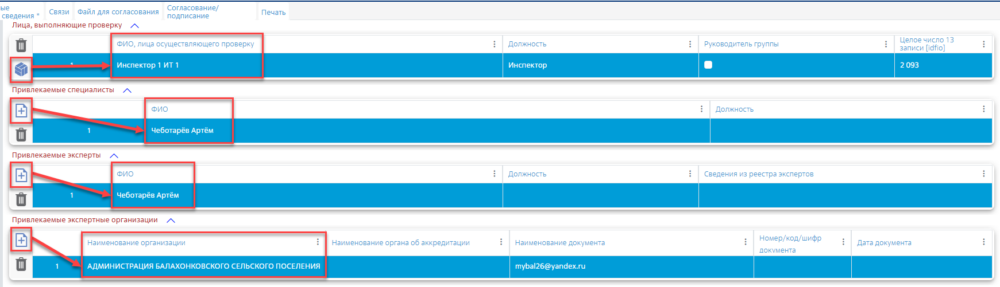 ые
сведения *
Связи
Файл для согласования
Согласование/
подписание
Печать
Лица, выполняющие проверку
ФИО, лица осуществляющего проверку
Должность
Руководитель группы
Целое число 13
записи [idfio]
1
Инспектор 1 ИТ 1
Инспектор
2 093
Привлекаемые специалисты
ФИО
Должность
1
Чеботарёв Артём
Привлекаемые эксперты
ФИО
Должность
Сведения из реестра экспертов
1
Чеботарёв Артём
Привлекаемые экспертные организации
Наименование организации
Наименование органа об аккредитации
Наименование документа
Номер/код/шифр
документа
Дата документа
1
АДМИНИСТРАЦИЯ БАЛАХОНКОВСКОГО СЕЛЬСКОГО ПОСЕЛЕНИЯ
mybal26@yandex.ru